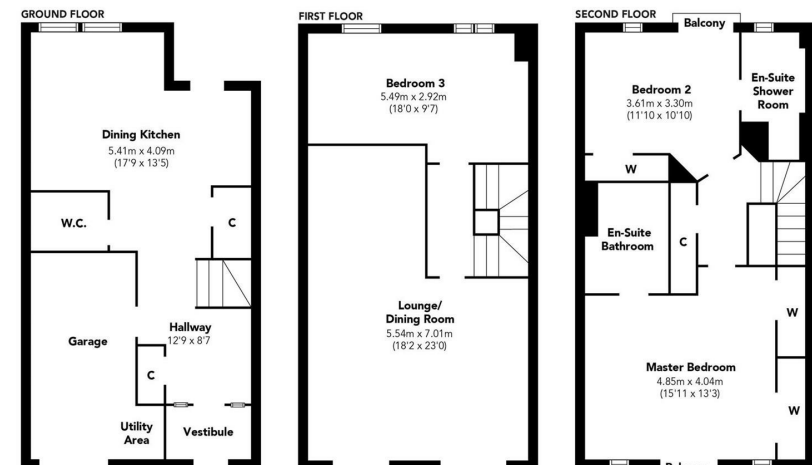 GROUND FLOOR
Dining Kitchen
5.41m x 4.09m
(17'9 x 13'5)
W.C.
C
Garage
Hallway
12'9 x 8'7
C
Utility
Area
Vestibule
FIRST FLOOR
Bedroom 3
5.49m x 2.92m
(18'0 x 9'7)
Lounge/
Dining Room
5.54m x 7.01m
(18'2 x 23'0)
SECOND FLOOR
Balcony
Bedroom 2
3.61m x 3.30m
(11'10 x 10'10)
En-Suite
Shower
Room
W
En-Suite
Bathroom
C
W
Master Bedroom
4.85m x 4.04m
(15'11 x 13'3)
W